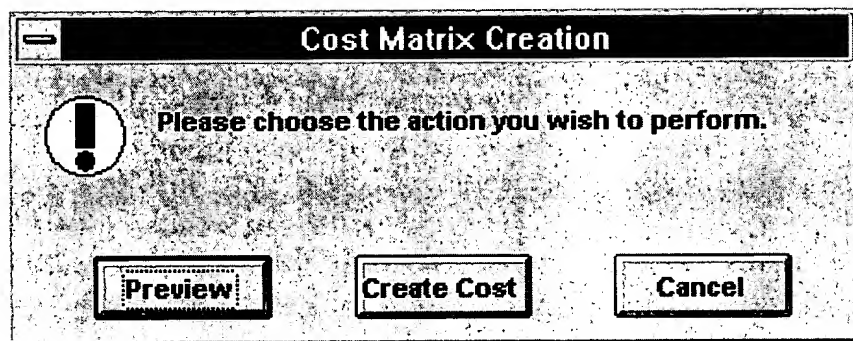 Cost Matrix Creation
Please choose the action you wish to perform.
Preview Create Cost Cancel